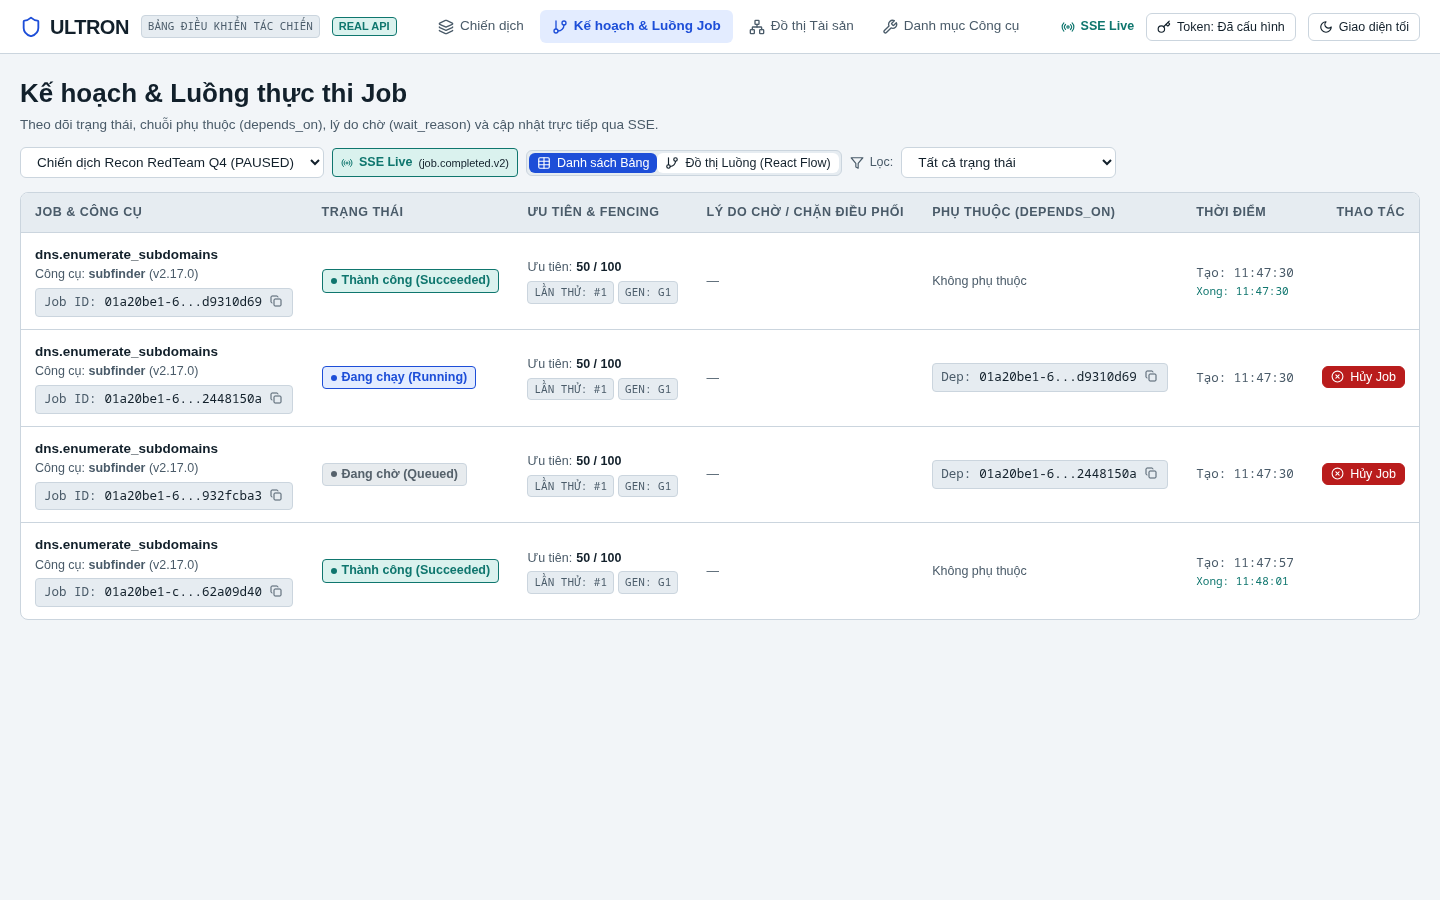 ULTRON BẢNG ĐIỀU KHIỂN TÁC CHIẾN REAL API Chiến dịch Kế hoạch & Luồng Job Đồ thị Tài sản Danh mục Công cụ SSE Live Token: Đã cấu hình Giao diện tối
Kế hoạch & Luồng thực thi Job
Theo dõi trạng thái, chuỗi phụ thuộc (depends_on), lý do chờ (wait_reason) và cập nhật trực tiếp qua SSE.
Chiến dịch Recon RedTeam Q4 (PAUSED) SSE Live (job.completed.v2) Danh sách Bảng Đồ thị Luồng (React Flow) Lọc: Tất cả trạng thái
JOB & CÔNG CỤ TRẠNG THÁI ƯU TIÊN & FENCING LÝ DO CHỜ / CHẶN ĐIỀU PHỐI PHỤ THUỘC (DEPENDS_ON) THỜI ĐIỂM THAO TÁC
dns.enumerate_subdomains
Công cụ: subfinder (v2.17.0)
Job ID: 01a20be1-6...d9310d69
Thành công (Succeeded)
Ưu tiên: 50 / 100
LẦN THỬ: #1 GEN: G1
—
Không phụ thuộc
Tạo: 11:47:30
Xong: 11:47:30
dns.enumerate_subdomains
Công cụ: subfinder (v2.17.0)
Job ID: 01a20be1-6...2448150a
Đang chạy (Running)
Ưu tiên: 50 / 100
LẦN THỬ: #1 GEN: G1
—
Dep: 01a20be1-6...d9310d69
Tạo: 11:47:30
Hủy Job
dns.enumerate_subdomains
Công cụ: subfinder (v2.17.0)
Job ID: 01a20be1-6...932fcba3
Đang chờ (Queued)
Ưu tiên: 50 / 100
LẦN THỬ: #1 GEN: G1
—
Dep: 01a20be1-6...2448150a
Tạo: 11:47:30
Hủy Job
dns.enumerate_subdomains
Công cụ: subfinder (v2.17.0)
Job ID: 01a20be1-c...62a09d40
Thành công (Succeeded)
Ưu tiên: 50 / 100
LẦN THỬ: #1 GEN: G1
—
Không phụ thuộc
Tạo: 11:47:57
Xong: 11:48:01